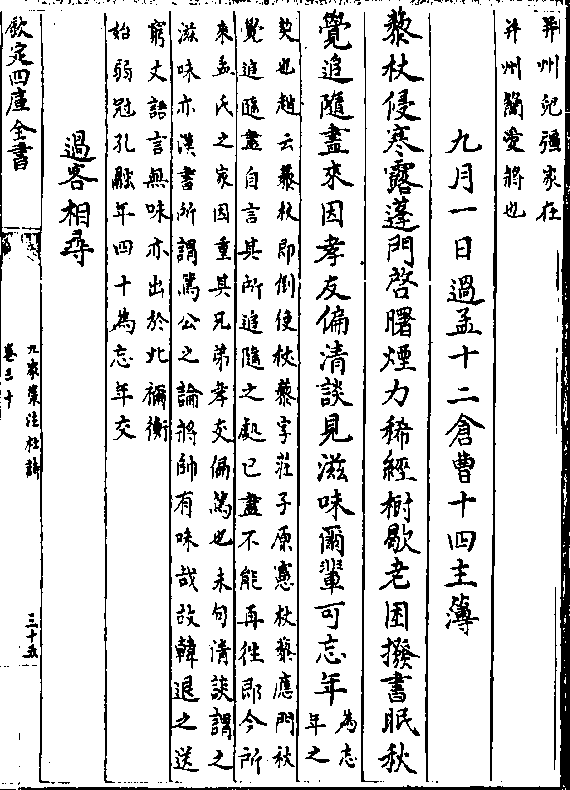 并州兒彊家在
并州爲愛將也
九月一日過孟十二倉曹十四主簿
藜杖侵寒露蓬門啓曙煙力稀經樹歇老困撥書眠秋
覺追隨盡來因孝友偏清談見滋味爾輩可忘年
為忘
年之
契也趙云藜杖即倒使杖藜字莊子原憲杖藜應門秋
覺追隨盡自言其所追隨之處已盡不能再徃即今所
來孟氏之家因重其兄弟孝友偏篤也末句清談謂之
滋味亦漢書所謂篤公之論將帥有味哉故韓退之送
窮文語言無味亦出於此禰衡
始弱冠孔融年四十為忘年交
過客相尋
欽定四庫全書
九家集注杜詩
卷三十
三十五